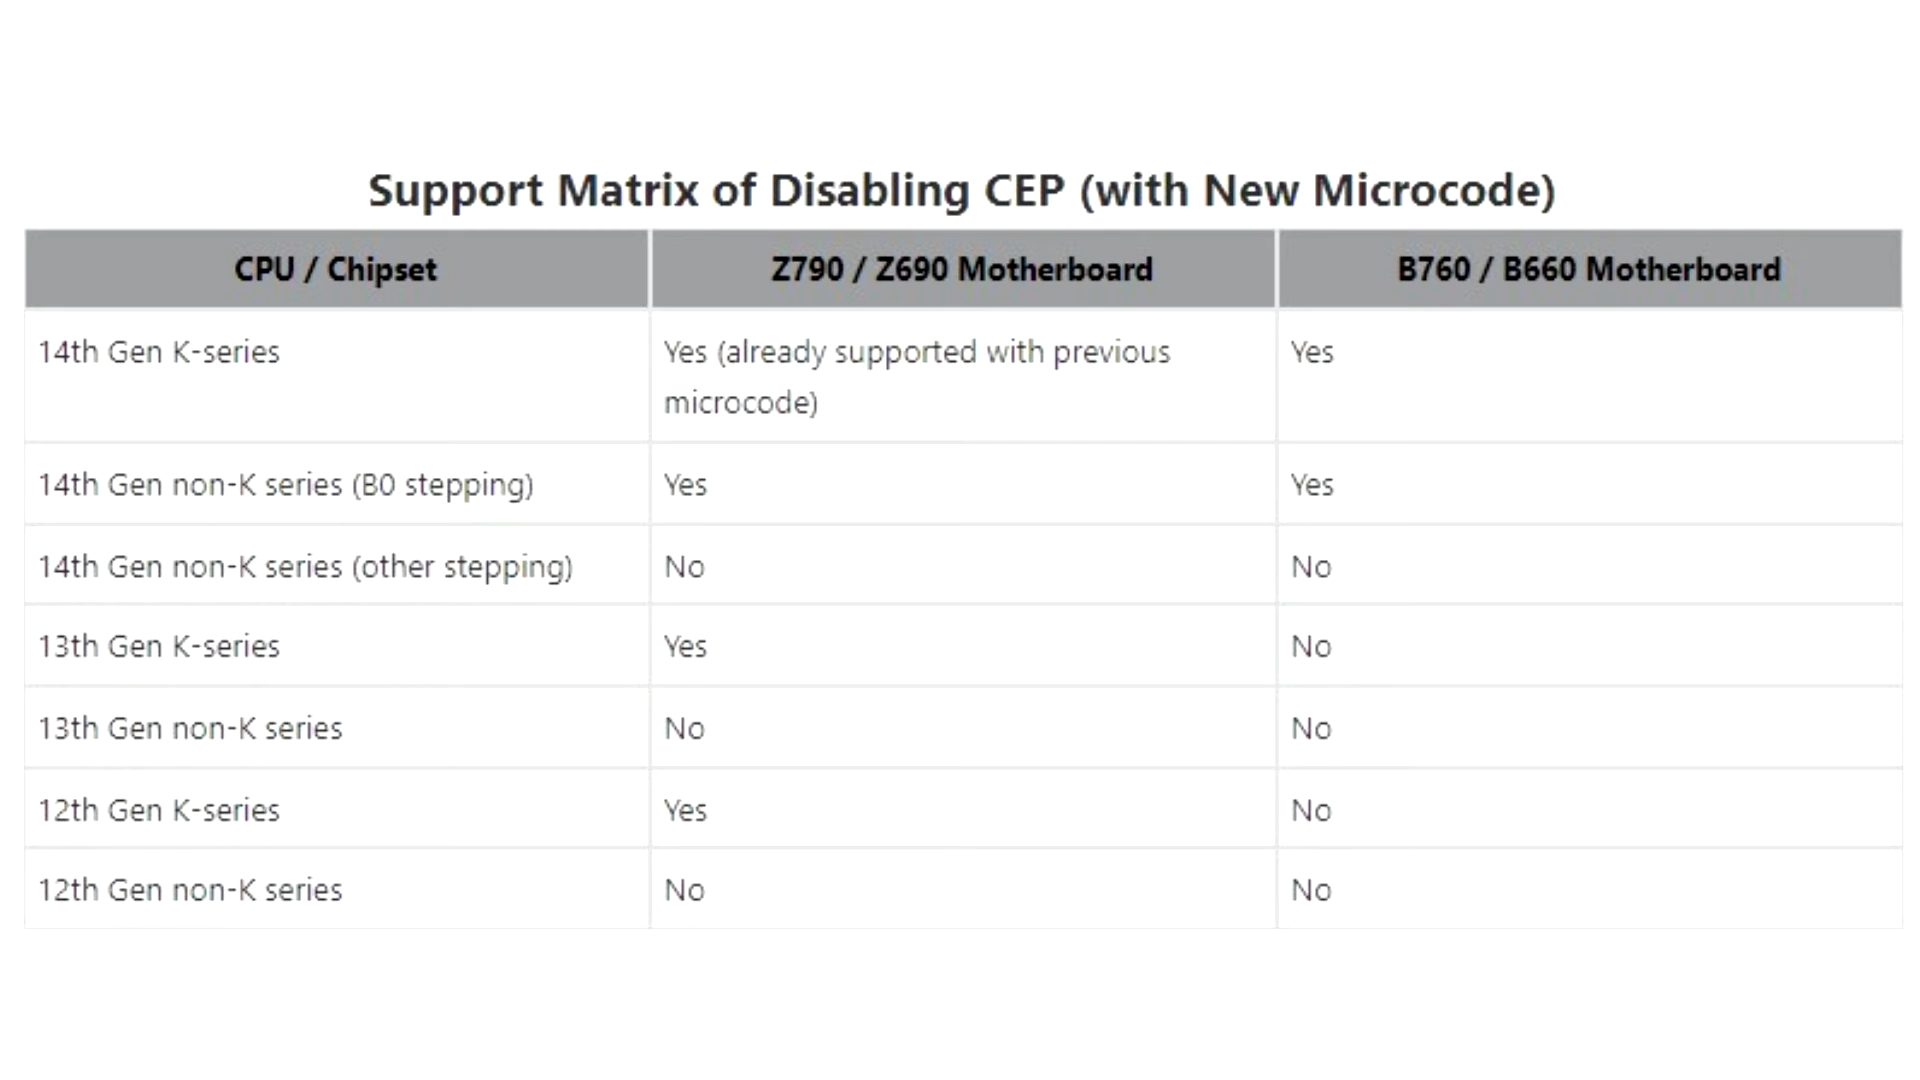 Support Matrix of Disabling CEP (with New Microcode)
CPU / Chipset Z790 / Z690 Motherboard B760 / B660 Motherboard
14th Gen K-series Yes (already supported with previous Yes
microcode)
14th Gen non-K series (B0 stepping) Yes Yes
14th Gen non-K series (other stepping) No No
13th Gen K-series Yes No
13th Gen non-K series No No
12th Gen K-series Yes No
12th Gen non-K series No No